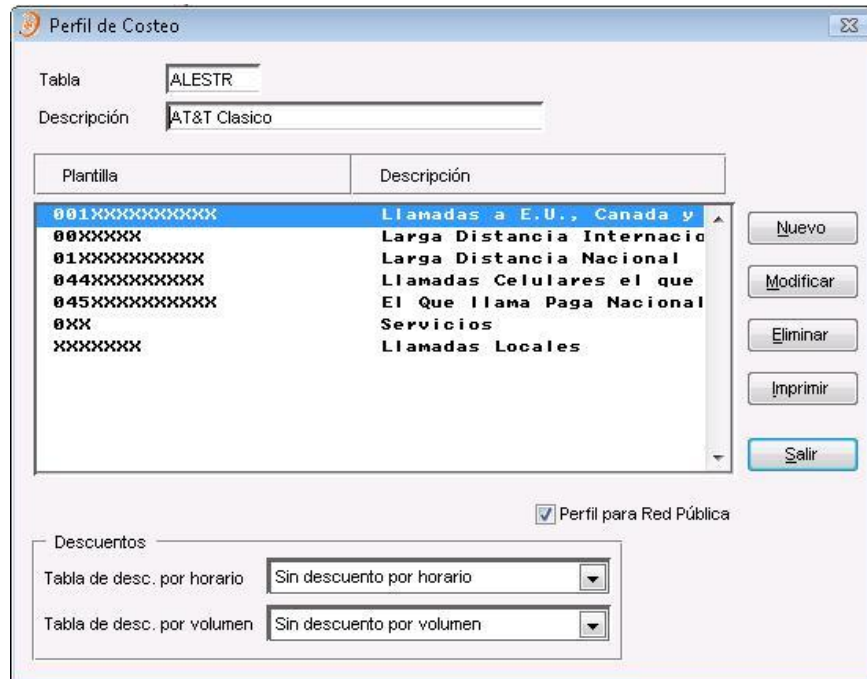 Perfil de Costeo
Tabla ALESTR
Descripción AT&T Clasico
Plantilla Descripción
001XXXXXXXXXX Llamadas a E.U., Canada y
00XXXXX Larga Distancia Internacio
01XXXXXXXXXX Larga Distancia Nacional
044XXXXXXXXXX Llamadas Celulares el que
045XXXXXXXXXX El Que llama Paga Nacional
0XX Servicios
XXXXXXX Llamadas Locales
Nuevo
Modificar
Eliminar
Imprimir
Salir
Perfil para Red Pública
Descuentos
Tabla de desc. por horario Sin descuento por horario
Tabla de desc. por volumen Sin descuento por volumen